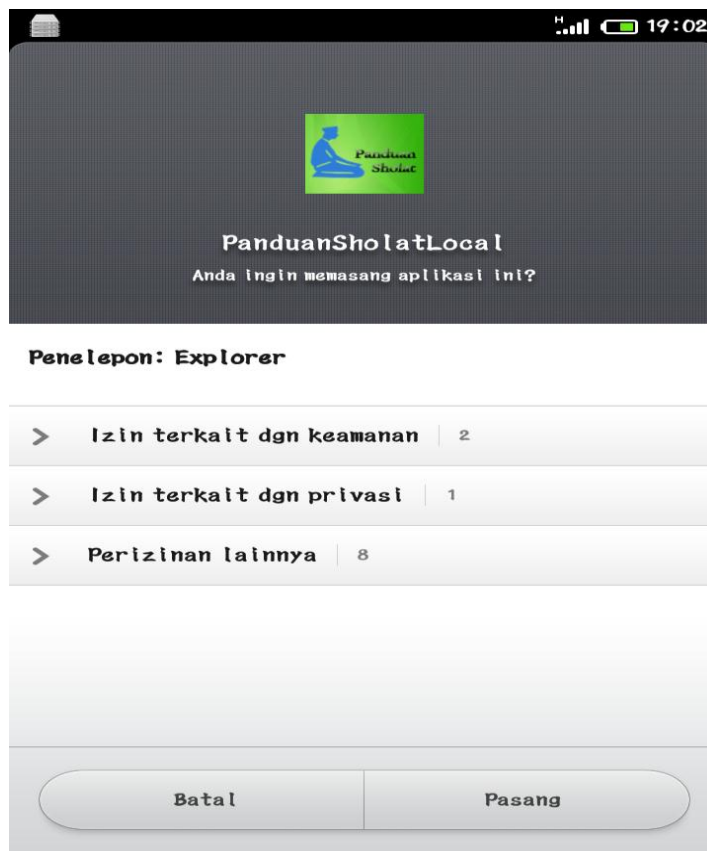 H 19:02
Panduan
Sholat
PanduanSholatLocal
Anda ingin memasang aplikasi ini?
Penelepon: Explorer
Izin terkait dgn keamanan 2
Izin terkait dgn privasi 1
Perizinan lainnya 8
Batal Pasang